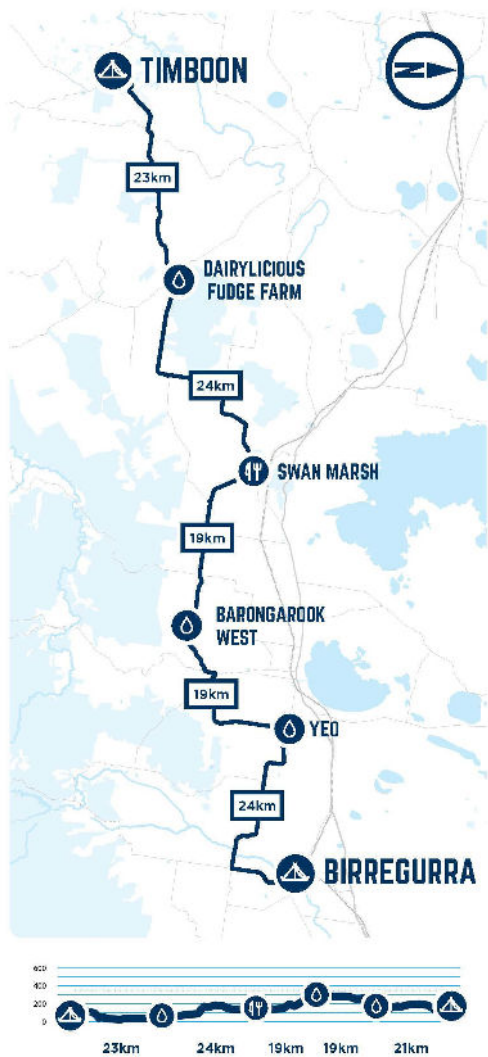 TIMBOON
N
23km
DAIRYLICIOUS
FUDGE FARM
24km
SWAN MARSH
19km
BARONGAROOK
WEST
19km
YEO
24km
BIRREGURRA
600
400
200
0
23km 24km 19km 19km 21km